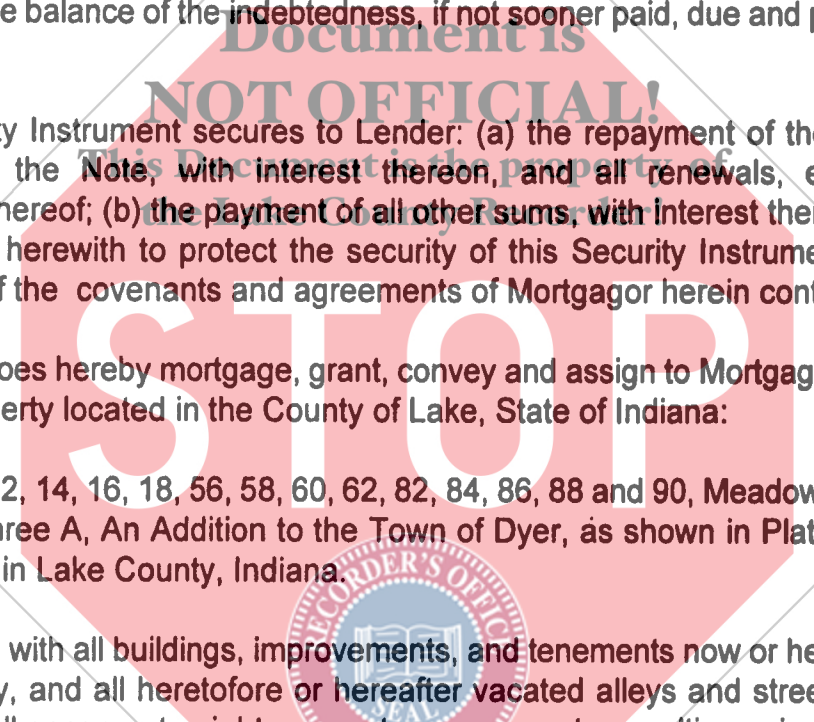 e balance of the indebtedness, if not sooner paid, due and p
Document is
NOT OFFICIAL!
ty Instrument secures to Lender: (a) the repayment of the
This Document is the property of
the Note, with interest thereon, and all renewals, e
the Lake County Recorder!
hereof; (b) the payment of all other sums, with interest ther
herewith to protect the security of this Security Instrume
f the covenants and agreements of Mortgagor herein cont
STOP
oes hereby mortgage, grant, convey and assign to Mortgag
erty located in the County of Lake, State of Indiana:
2, 14, 16, 18, 56, 58, 60, 62, 82, 84, 86, 88 and 90, Meadow
hree A, An Addition to the Town of Dyer, as shown in Plat
in Lake County, Indiana.
RECORDER'S OFFIC
with all buildings, improvements, and tenements now or he
y, and all heretofore or hereafter vacated alleys and stree
SEAL